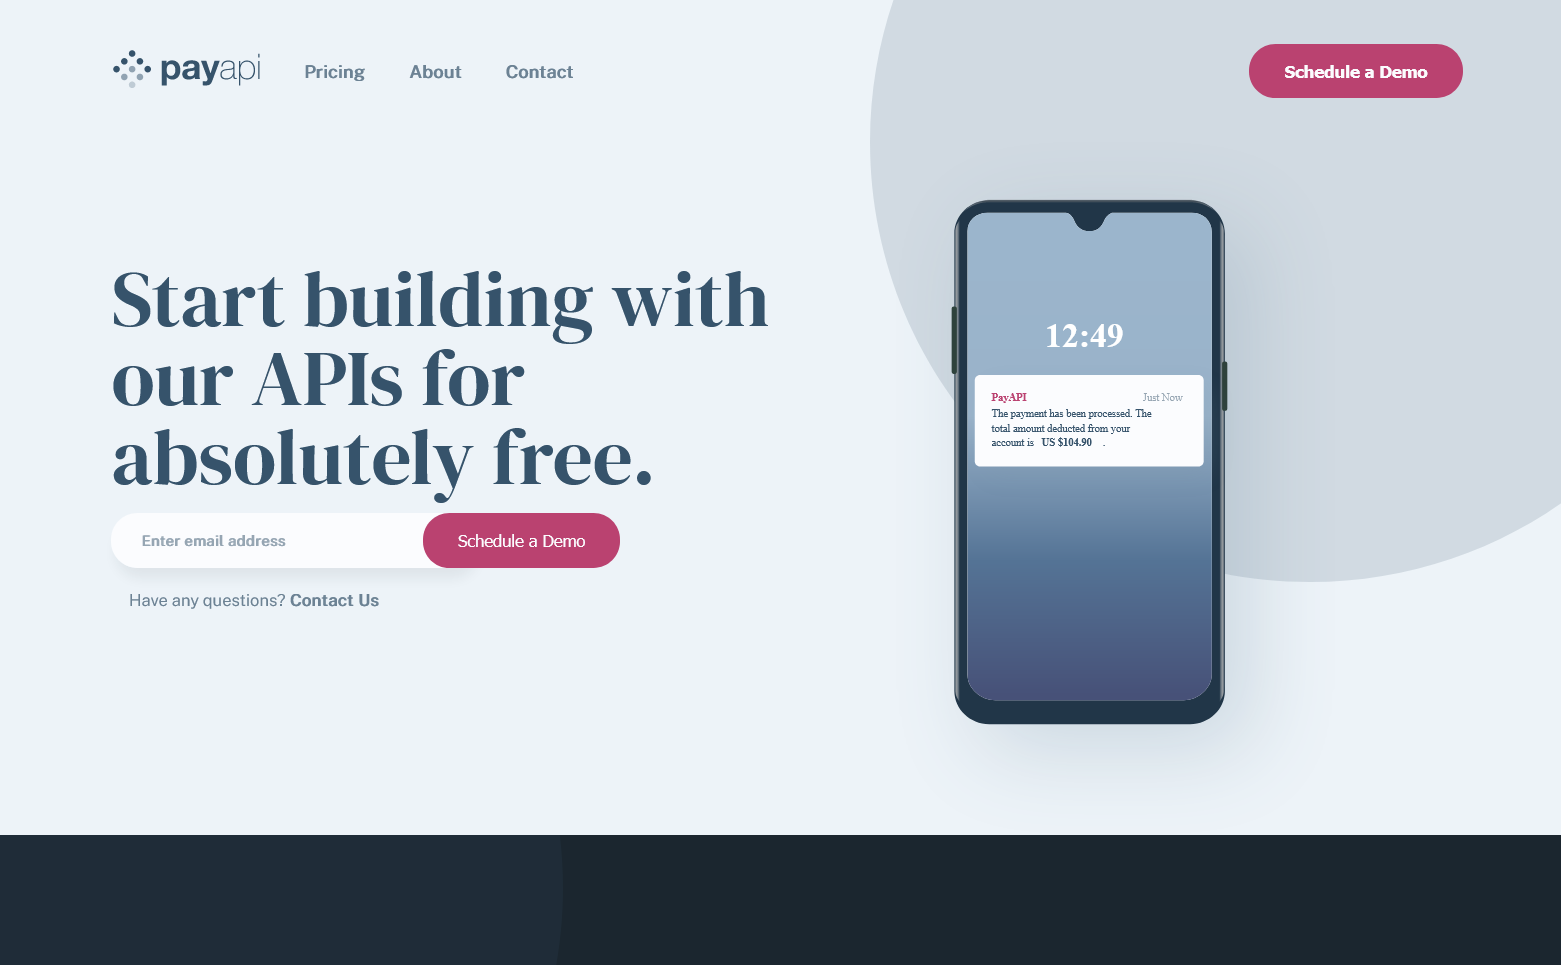 payapi
Pricing
About
Contact
Schedule a Demo
Start building with
our APIs for
absolutely free.
Enter email address
Schedule a Demo
Have any questions? Contact Us
12:49
PayAPI
Just Now
The payment has been processed. The
total amount deducted from your
account is US $104.90 .